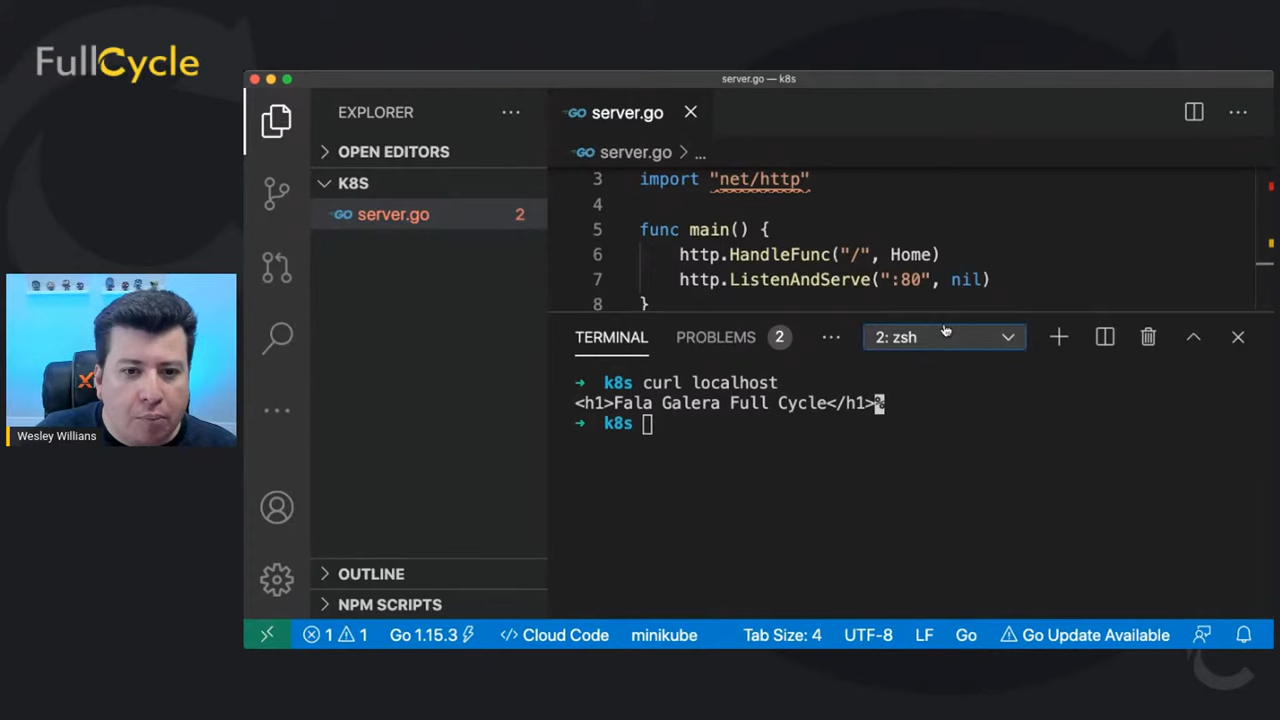 FullCycle
server.go — k8s
EXPLORER
server.go
server.go > ...
OPEN EDITORS
K8S
server.go 2
3 import "net/http"
4
5 func main() {
6 http.HandleFunc("/", Home)
7 http.ListenAndServe(":80", nil)
8 }
TERMINAL PROBLEMS 2 ... 2: zsh
→ k8s curl localhost
<h1>Fala Galera Full Cycle</h1>%
→ k8s
Wesley Willians
OUTLINE
NPM SCRIPTS
1 1 Go 1.15.3 Cloud Code minikube Tab Size: 4 UTF-8 LF Go Go Update Available